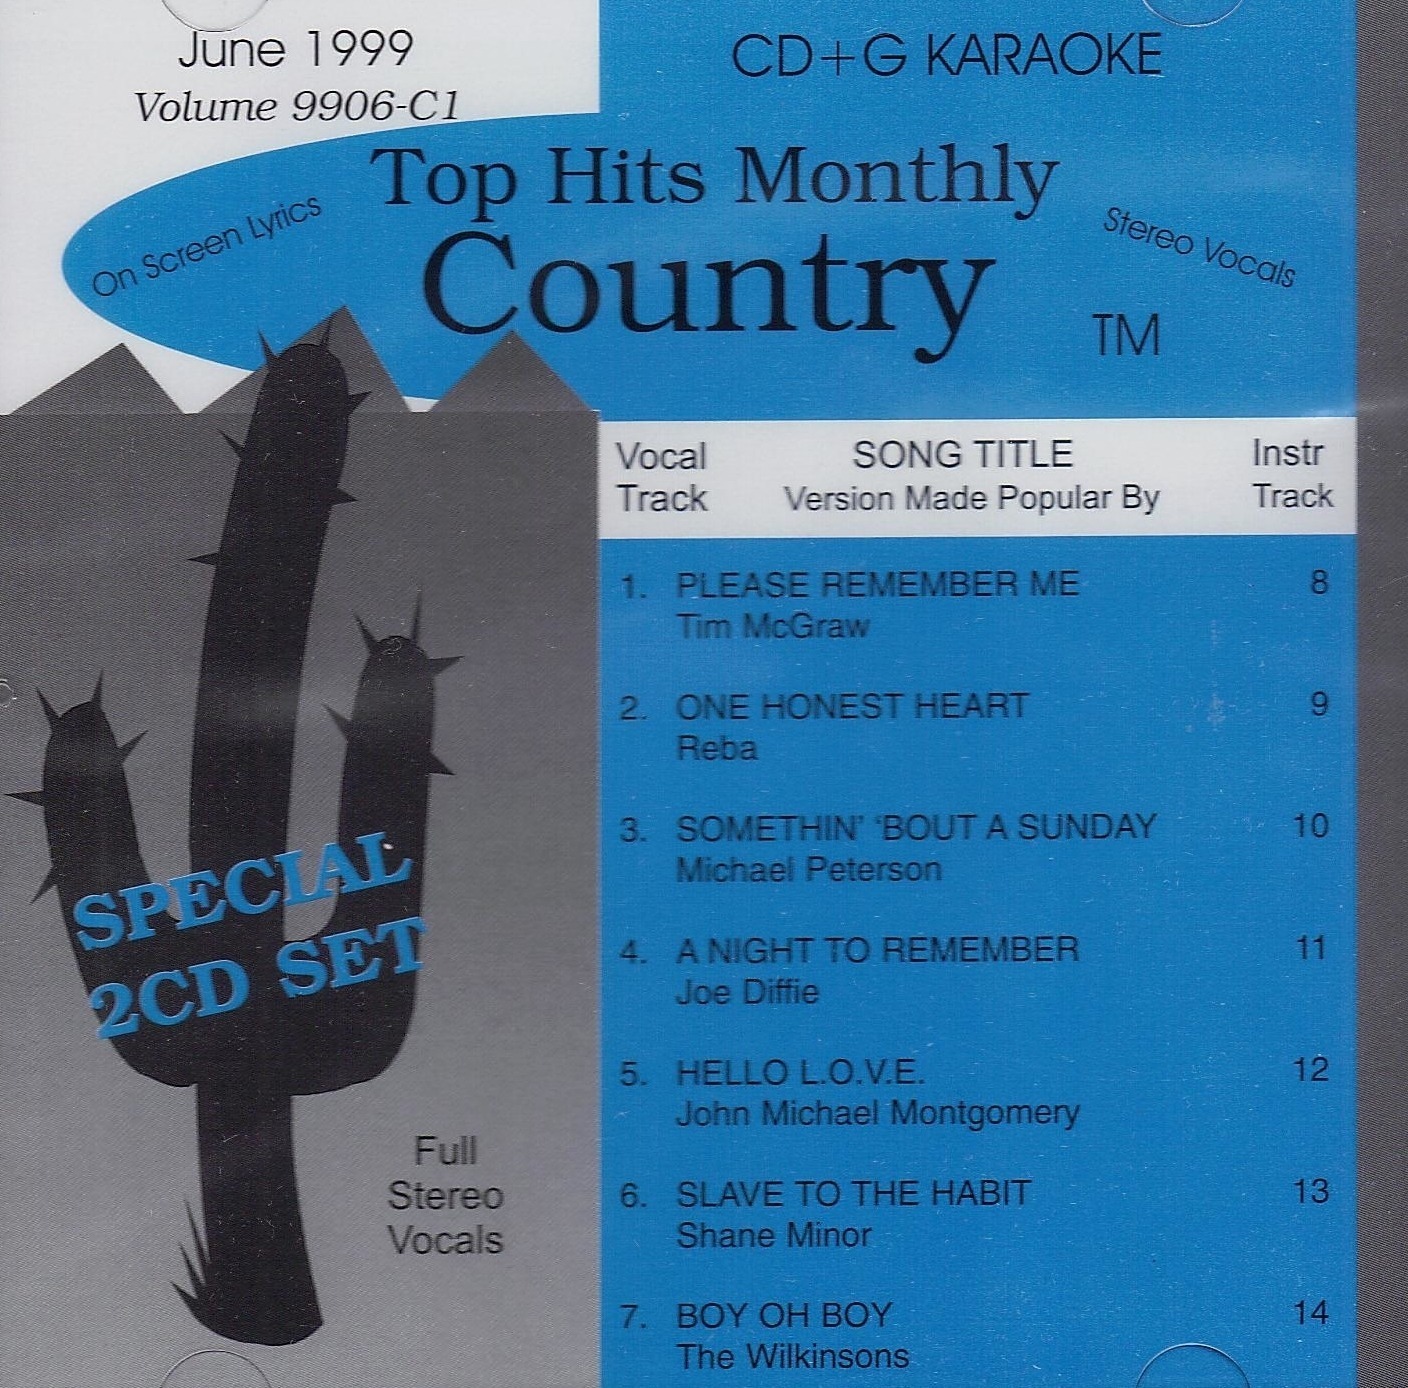 June 1999
Volume 9906-C1
CD+G KARAOKE
Top Hits Monthly
Country
TM
On Screen Lyrics
Stereo Vocals
Vocal Track
SONG TITLE
Version Made Popular By
Instr Track
1. PLEASE REMEMBER ME 8
Tim McGraw
2. ONE HONEST HEART 9
Reba
3. SOMETHIN' 'BOUT A SUNDAY 10
Michael Peterson
4. A NIGHT TO REMEMBER 11
Joe Diffie
5. HELLO L.O.V.E. 12
John Michael Montgomery
6. SLAVE TO THE HABIT 13
Shane Minor
7. BOY OH BOY 14
The Wilkinsons
SPECIAL
2CD SET
Full
Stereo
Vocals